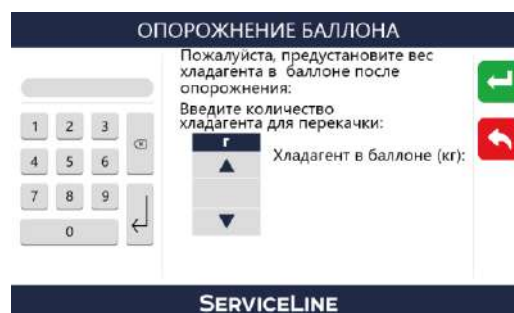 ОПОРОЖНЕНИЕ БАЛЛОНА
Пожалуйста, предустановите вес
хладагента в баллоне после
опорожнения:
Введите количество
хладагента для перекачки:
г
Хладагент в баллоне (кг):
1 2 3
4 5 6
7 8 9
0
SERVICELINE